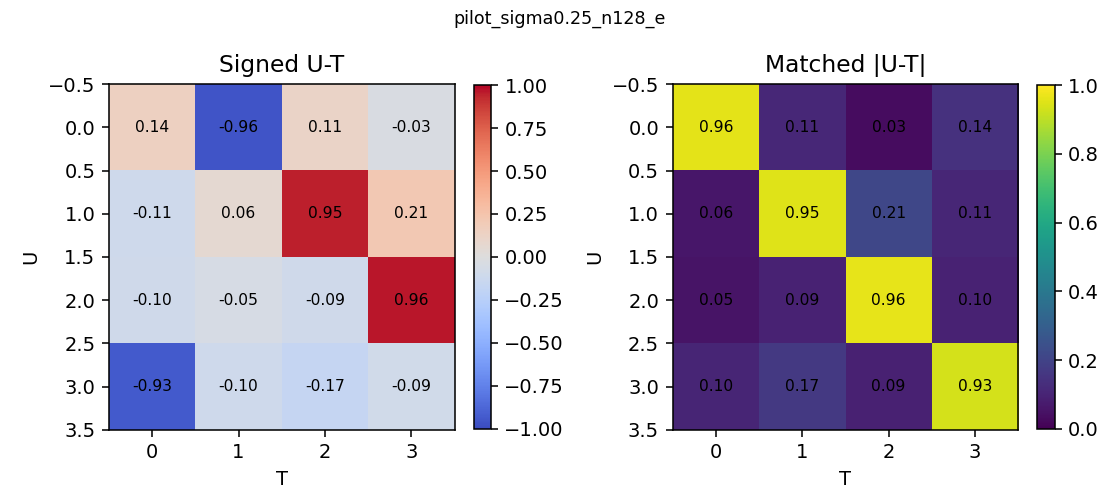 pilot_sigma0.25_n128_e
Signed U-T
−0.5
0.0
0.5
1.0
1.5
2.0
2.5
3.0
3.5
U
0.14 -0.96 0.11 -0.03
-0.11 0.06 0.95 0.21
-0.10 -0.05 -0.09 0.96
-0.93 -0.10 -0.17 -0.09
0 1 2 3
T
1.00
0.75
0.50
0.25
0.00
−0.25
−0.50
−0.75
−1.00
Matched |U-T|
−0.5
0.0
0.5
1.0
1.5
2.0
2.5
3.0
3.5
U
0.96 0.11 0.03 0.14
0.06 0.95 0.21 0.11
0.05 0.09 0.96 0.10
0.10 0.17 0.09 0.93
0 1 2 3
T
1.0
0.8
0.6
0.4
0.2
0.0